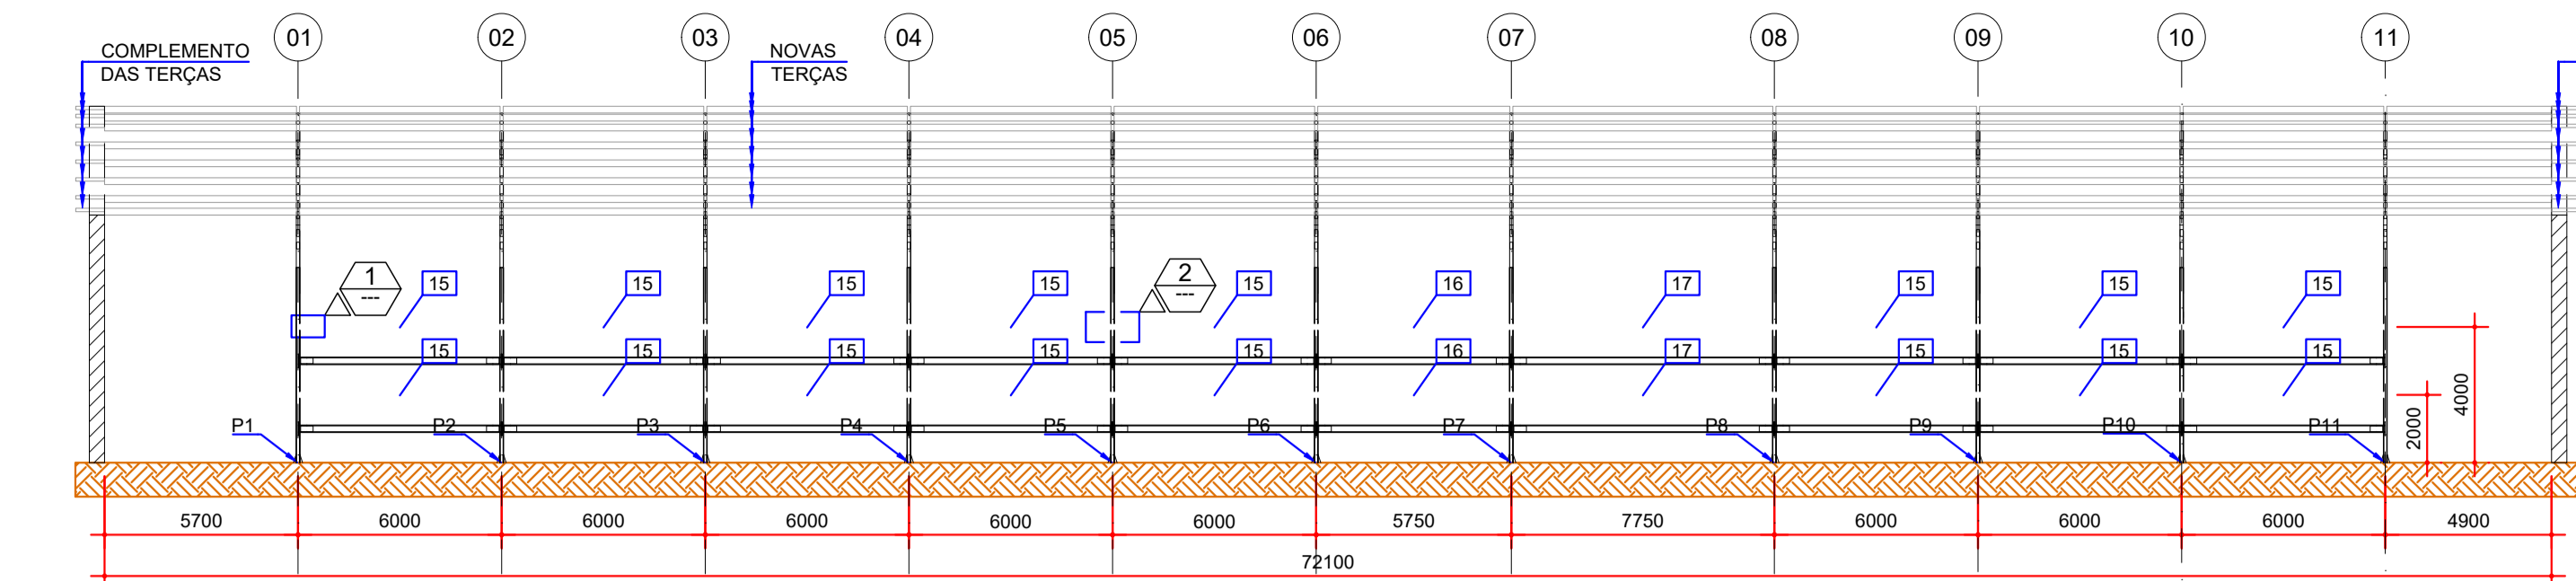 01 02 03 04 05 06 07 08 09 10 11
COMPLEMENTO
DAS TERÇAS
NOVAS
TERÇAS
1
---
2
---
15 15 15 15 15 16 17 15 15 15
15 15 15 15 15 16 17 15 15 15
4000
2000
P1 P2 P3 P4 P5 P6 P7 P8 P9 P10 P11
5700 6000 6000 6000 6000 6000 5750 7750 6000 6000 6000 4900
72100